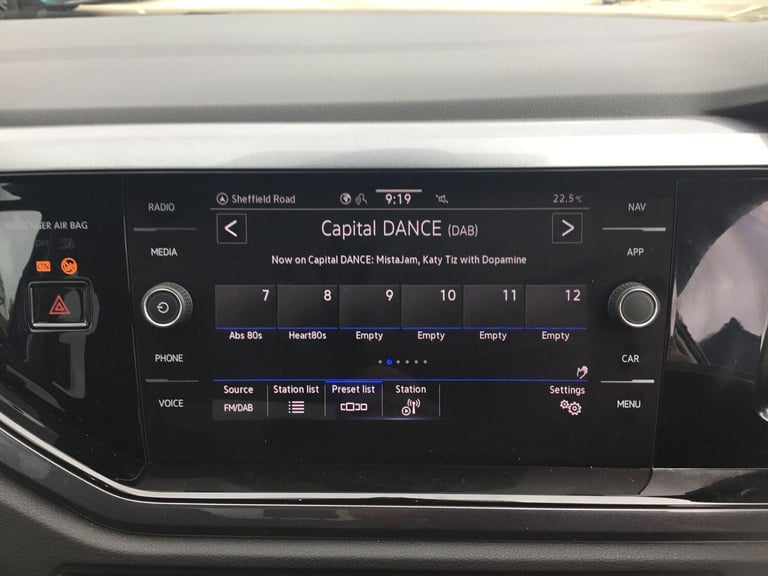 Sheffield Road 9:19 22.5°C
RADIO
NAV
PASSENGER AIR BAG
Capital DANCE (DAB)
< >
MEDIA
APP
Now on Capital DANCE: MistaJam, Katy Tiz with Dopamine
OFF
ON
7 8 9 10 11 12
Abs 80s Heart80s Empty Empty Empty Empty
PHONE
CAR
Source Station list Preset list Station Settings
FM/DAB
VOICE
MENU